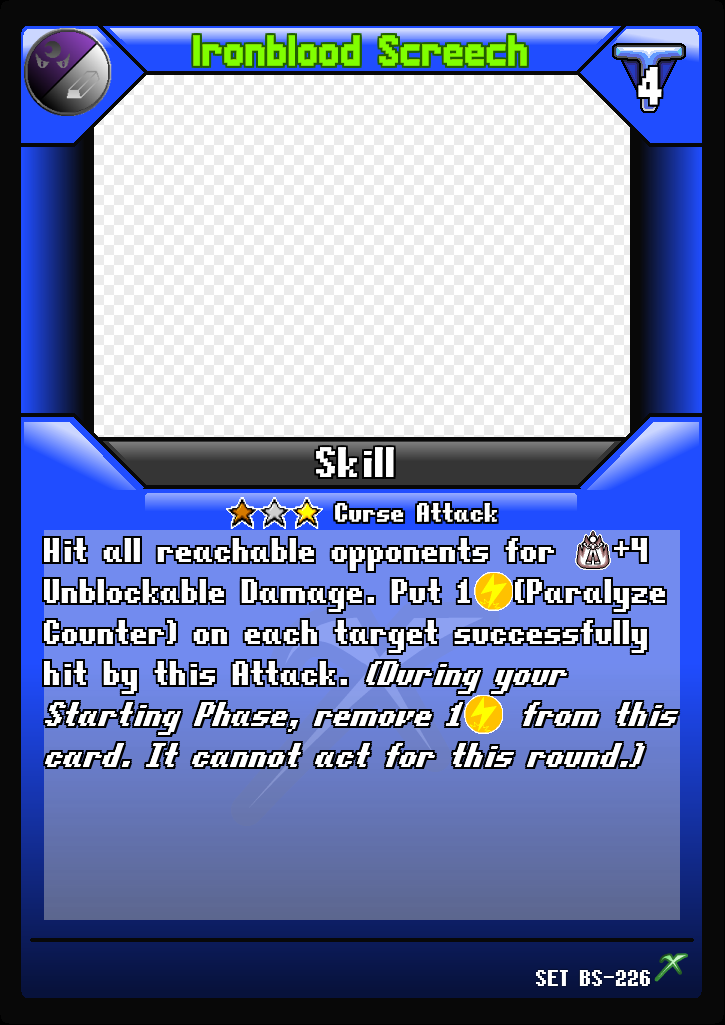 Ironblood Screech
4
Skill
Curse Attack
Hit all reachable opponents for +4
Unblockable Damage. Put 1 (Paralyze
Counter) on each target successfully
hit by this Attack. (During your
Starting Phase, remove 1 from this
card. It cannot act for this round.)
SET BS-226